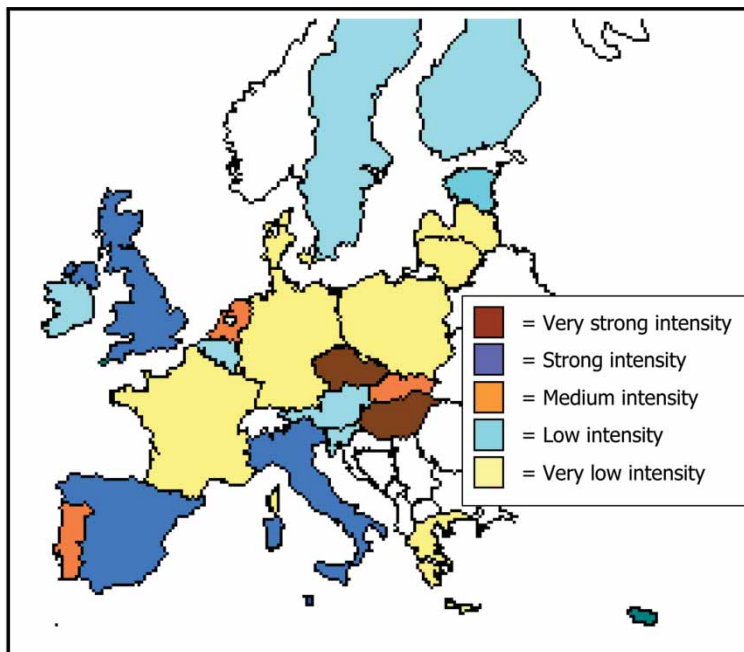 = Very strong intensity
= Strong intensity
= Medium intensity
= Low intensity
= Very low intensity